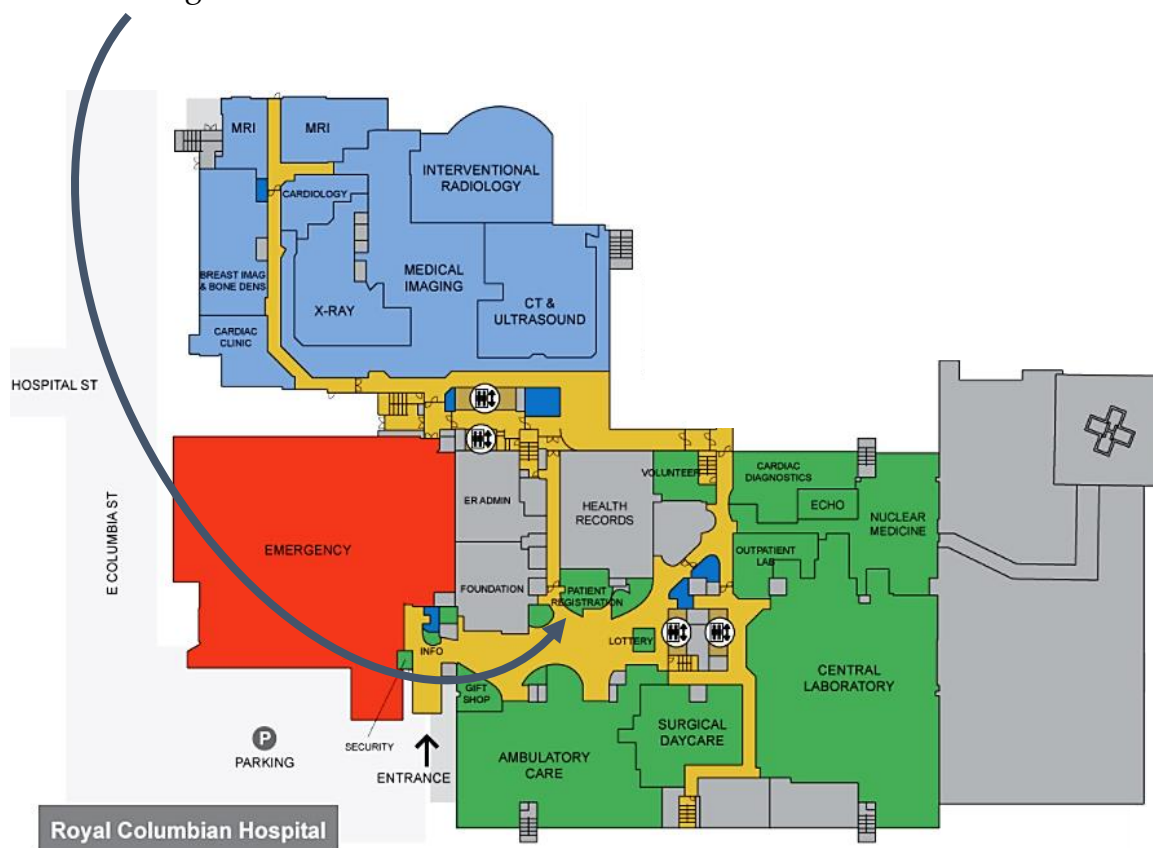 MRI
MRI
INTERVENTIONAL
RADIOLOGY
CARDIOLOGY
BREAST IMAG
& BONE DENS
MEDICAL
IMAGING
X-RAY
CT &
ULTRASOUND
CARDIAC
CLINIC
HOSPITAL ST
E COLUMBIA ST
EMERGENCY
ER ADMIN
HEALTH
RECORDS
VOLUNTEER
CARDIAC
DIAGNOSTICS
ECHO
NUCLEAR
MEDICINE
OUTPATIENT
LAB
FOUNDATION
PATIENT
REGISTRATION
INFO
LOTTERY
GIFT
SHOP
CENTRAL
LABORATORY
SURGICAL
DAYCARE
AMBULATORY
CARE
SECURITY
P
PARKING
ENTRANCE
Royal Columbian Hospital